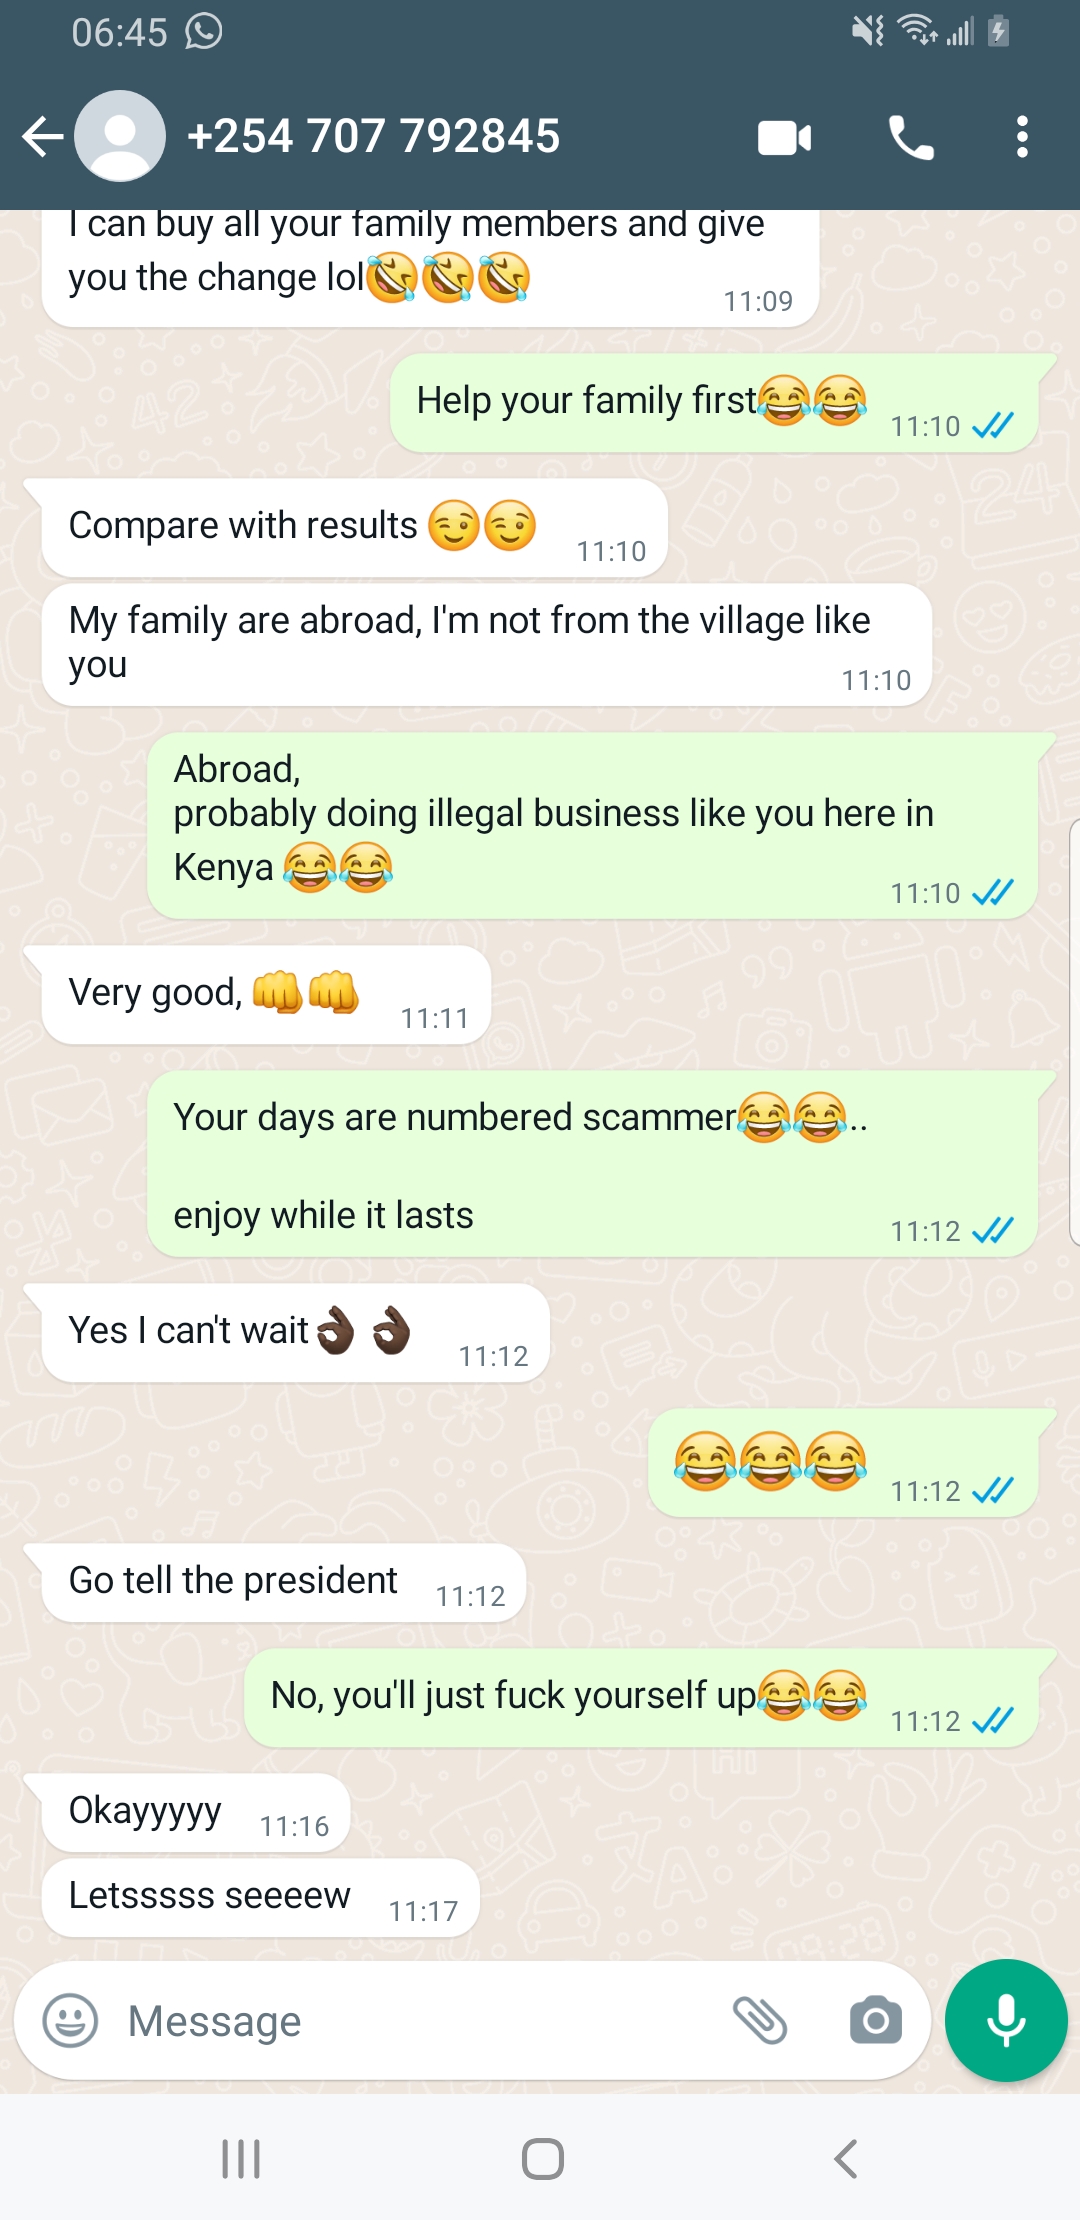 06:45
+254 707 792845
I can buy all your family members and give
you the change lol🤣🤣🤣
11:09
Help your family first😂😂
11:10
Compare with results 😏😏
11:10
My family are abroad, I'm not from the village like
you
11:10
Abroad,
probably doing illegal business like you here in
Kenya 😂😂
11:10
Very good, 👊👊
11:11
Your days are numbered scammer😂😂..
enjoy while it lasts
11:12
Yes I can't wait👌🏿👌🏿
11:12
😂😂😂
11:12
Go tell the president
11:12
No, you'll just fuck yourself up😂😂
11:12
Okayyyyy
11:16
Letsssss seeeew
11:17
Message